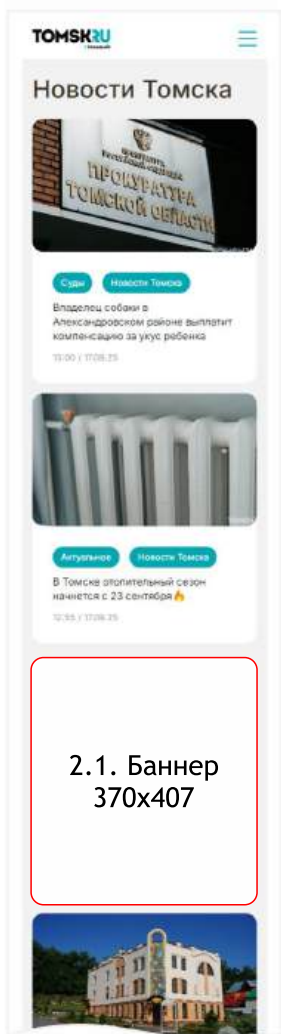 TOMSKRU
Новости Томска
ПРОКУРАТУРА
ТОМСКОЙ ОБЛАСТИ
Суды
Новости Томска
Владелец собаки в
Александровском районе выплатит
компенсацию за укус ребенка
13:00 / 17.09.25
Актуальное
Новости Томска
В Томске отопительный сезон
начнется с 23 сентября🔥
12:55 / 17.09.25
2.1. Баннер
370x407